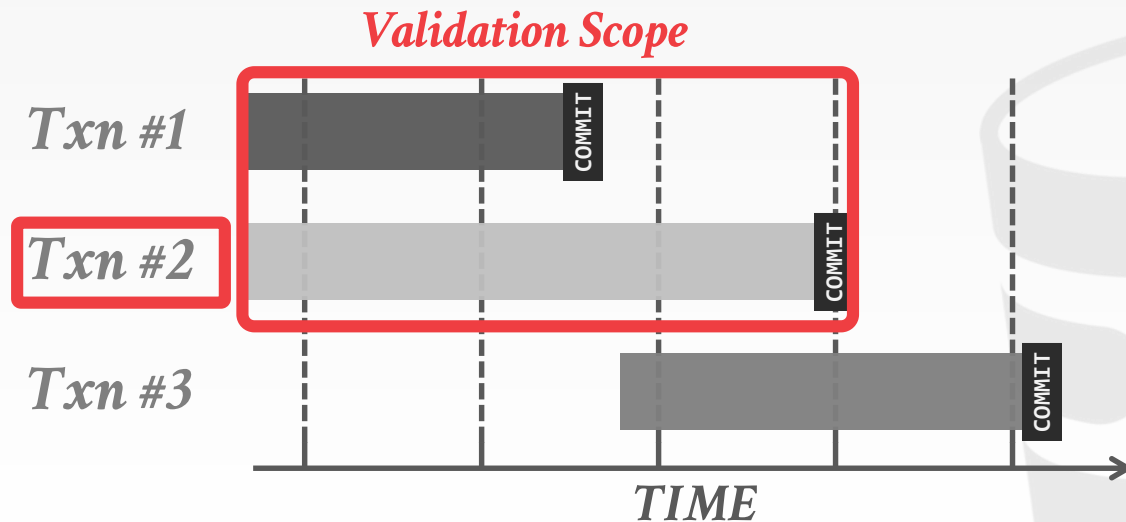 Validation Scope
Txn #1
COMMIT
Txn #2
COMMIT
Txn #3
COMMIT
TIME